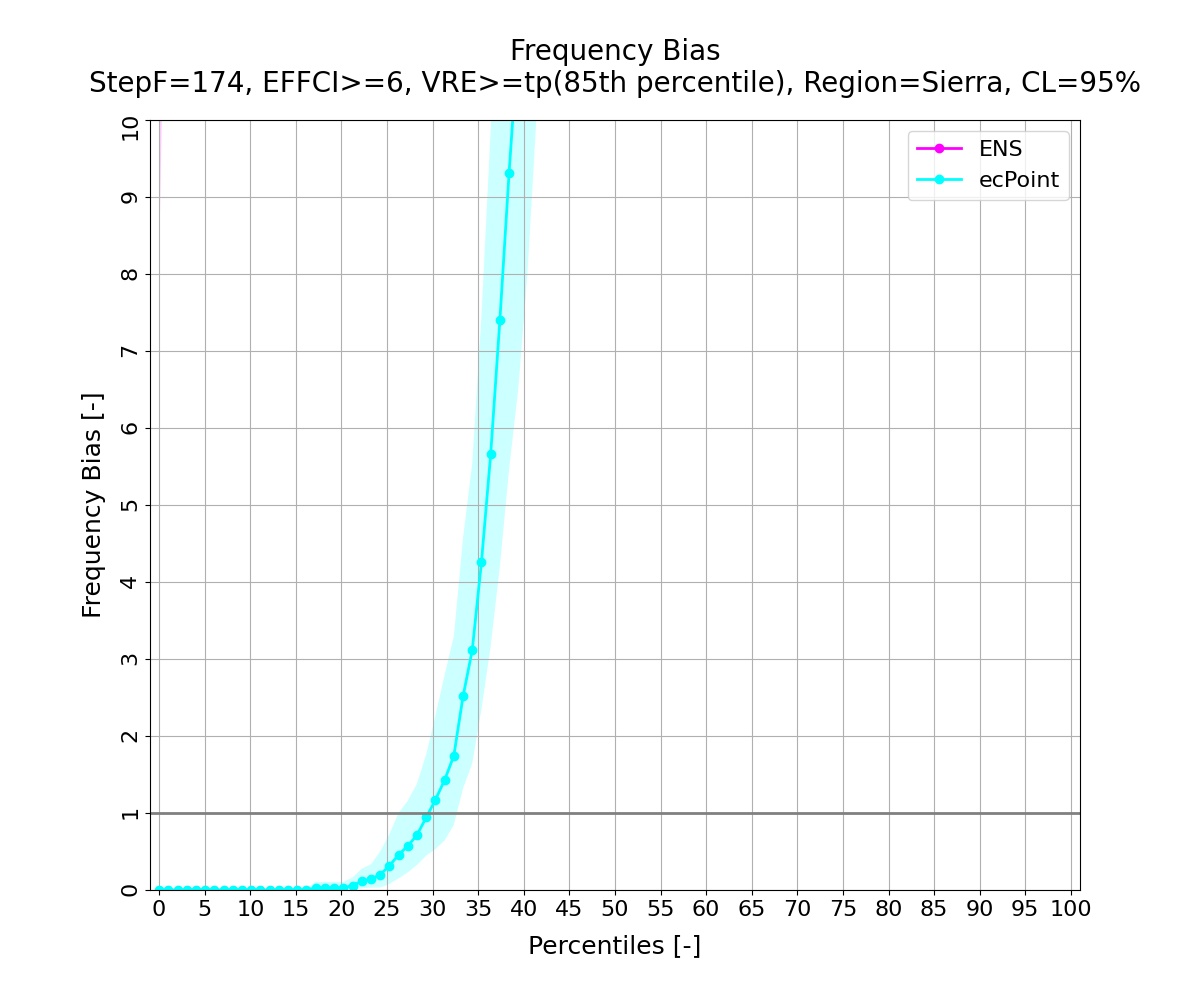 Frequency Bias
StepF=174, EFFCI>=6, VRE>=tp(85th percentile), Region=Sierra, CL=95%
10
9
8
7
6
5
4
3
2
1
0
Frequency Bias [-]
ENS
ecPoint
0 5 10 15 20 25 30 35 40 45 50 55 60 65 70 75 80 85 90 95 100
Percentiles [-]